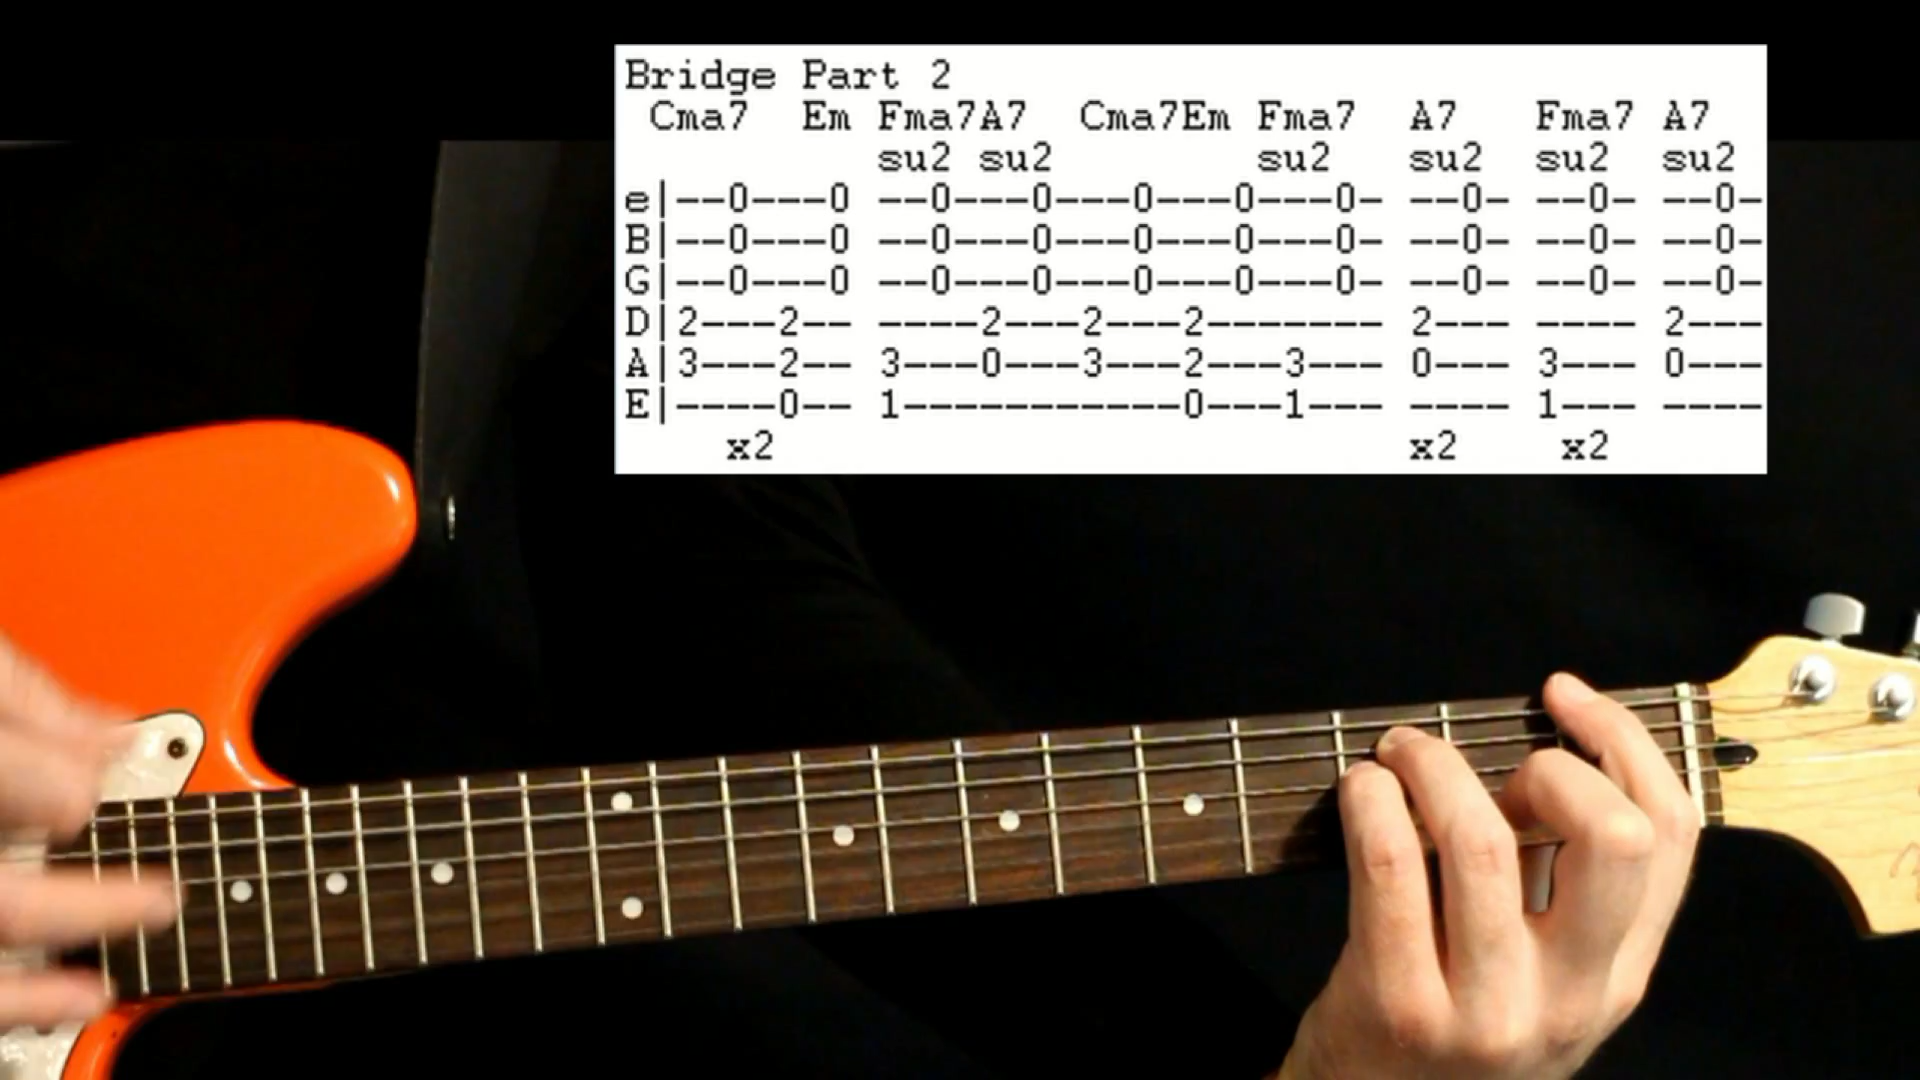 Bridge Part 2
Cma7 Em Fma7A7 Cma7Em Fma7 A7 Fma7 A7
su2 su2 su2 su2 su2 su2
e|--0---0 --0---0---0---0---0- --0- --0- --0-
B|--0---0 --0---0---0---0---0- --0- --0- --0-
G|--0---0 --0---0---0---0---0- --0- --0- --0-
D|2---2-- ----2---2---2------- 2--- ---- 2---
A|3---2-- 3---0---3---2---3--- 0--- 3--- 0---
E|----0-- 1-----------0---1--- ---- 1--- ----
x2 x2 x2